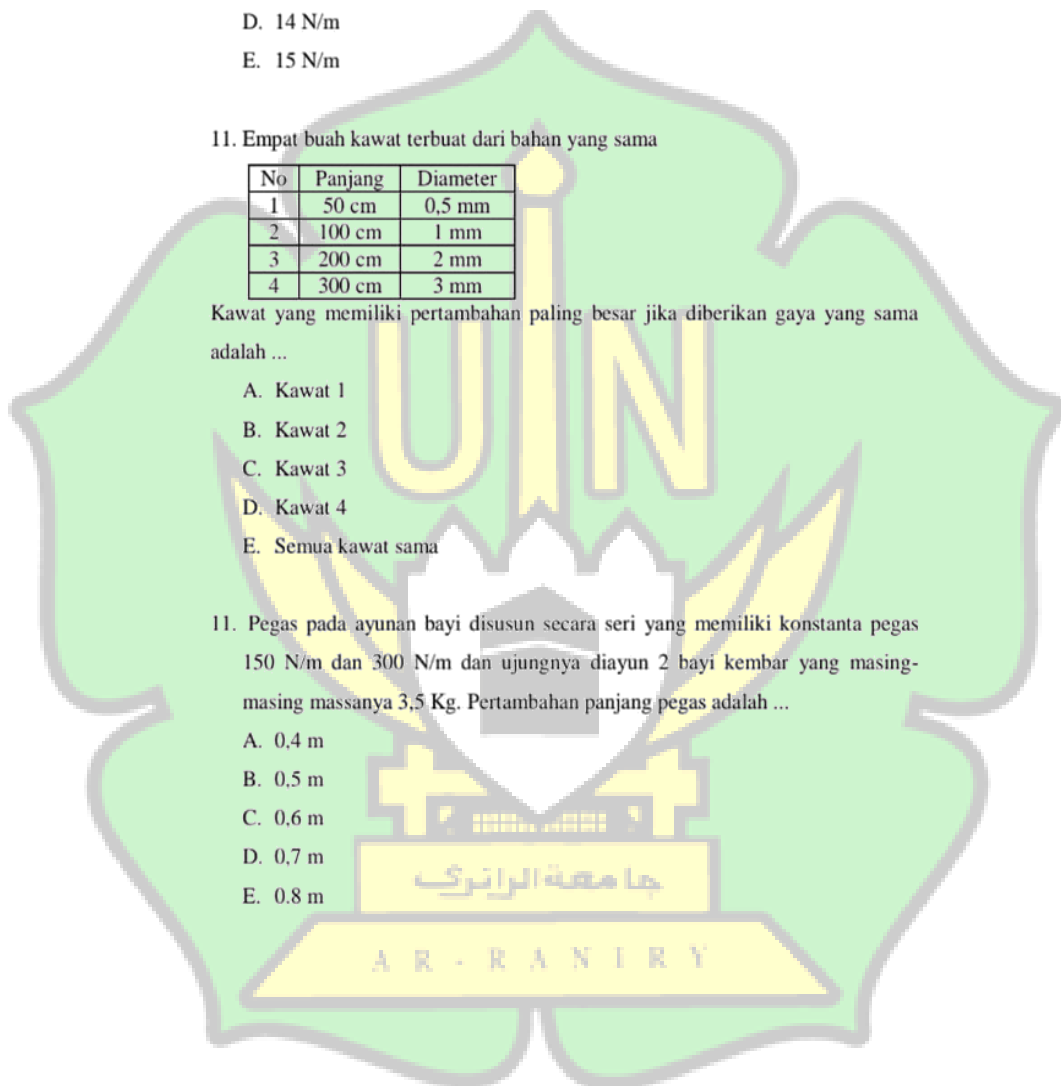 D. 14 N/m
E. 15 N/m
11. Empat buah kawat terbuat dari bahan yang sama
No Panjang Diameter
1 50 cm 0,5 mm
2 100 cm 1 mm
3 200 cm 2 mm
4 300 cm 3 mm
Kawat yang memiliki pertambahan paling besar jika diberikan gaya yang sama
adalah ...
A. Kawat 1
B. Kawat 2
C. Kawat 3
D. Kawat 4
E. Semua kawat sama
UIN
11. Pegas pada ayunan bayi disusun secara seri yang memiliki konstanta pegas
150 N/m dan 300 N/m dan ujungnya diayun 2 bayi kembar yang masing-
masing massanya 3,5 Kg. Pertambahan panjang pegas adalah ...
A. 0,4 m
B. 0,5 m
C. 0,6 m
D. 0,7 m
E. 0.8 m
جامعة الرانري
AR-RANIRY